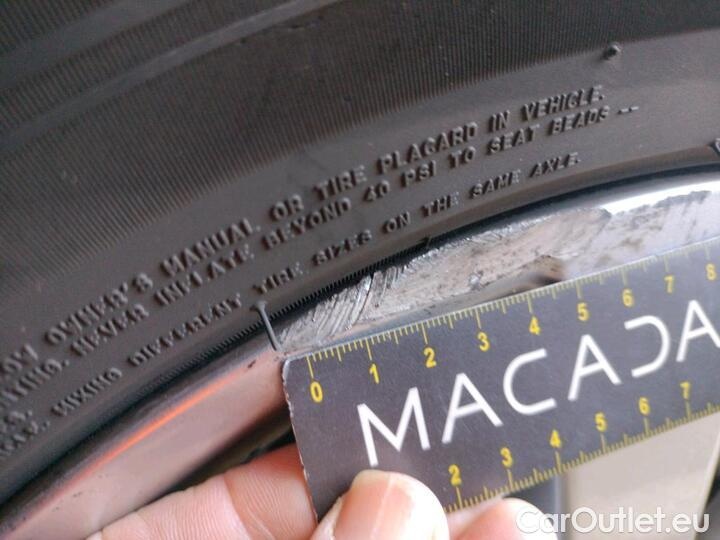 OWNER'S MANUAL OR TIRE PLACARD IN VEHICLE.
NEVER INFLATE BEYOND 40 PSI TO SEAT BEADS --
MIXING DIFFERENT TIRE SIZES ON THE SAME AXLE.
0 1 2 3 4 5 6 7 8
MACADA
2 3 4 5 6 7
CarOutlet.eu